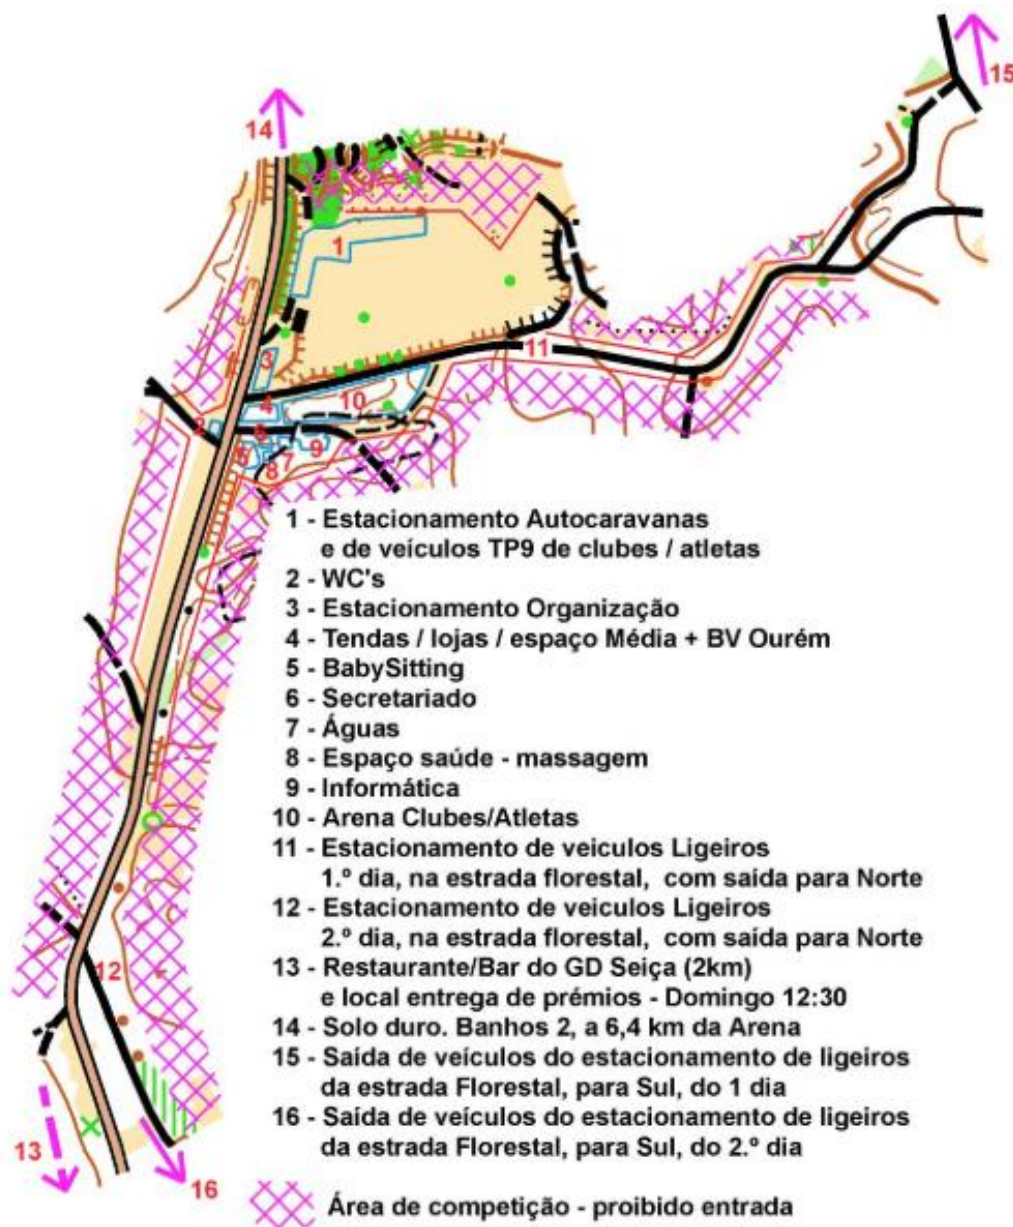 15
14
1
3
11
10
4
2
6
9
5
7
8
12
13
16
1 - Estacionamento Autocaravanas
e de veículos TP9 de clubes / atletas
2 - WC's
3 - Estacionamento Organização
4 - Tendas / lojas / espaço Média + BV Ourém
5 - BabySitting
6 - Secretariado
7 - Águas
8 - Espaço saúde - massagem
9 - Informática
10 - Arena Clubes/Atletas
11 - Estacionamento de veiculos Ligeiros
1.º dia, na estrada florestal, com saída para Norte
12 - Estacionamento de veiculos Ligeiros
2.º dia, na estrada florestal, com saída para Norte
13 - Restaurante/Bar do GD Seiça (2km)
e local entrega de prémios - Domingo 12:30
14 - Solo duro. Banhos 2, a 6,4 km da Arena
15 - Saída de veículos do estacionamento de ligeiros
da estrada Florestal, para Sul, do 1 dia
16 - Saída de veículos do estacionamento de ligeiros
da estrada Florestal, para Sul, do 2.º dia
Área de competição - proibido entrada